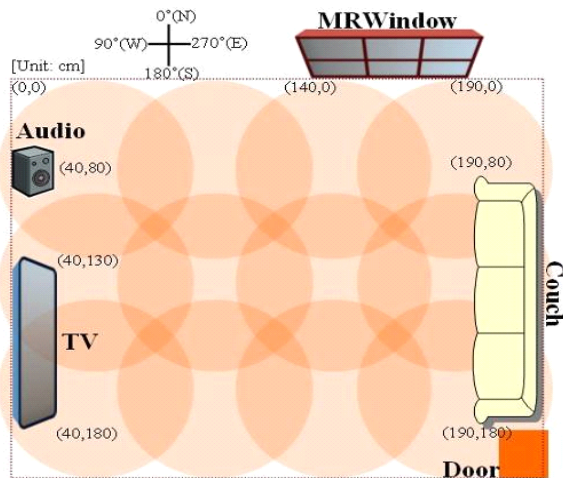 0°(N)
MRWindow
90°(W)
270°(E)
[Unit: cm]
180°(S)
(0,0)
(140,0)
(190,0)
Audio
(40,80)
(190,80)
(40,130)
Couch
TV
(40,180)
(190,180)
Door